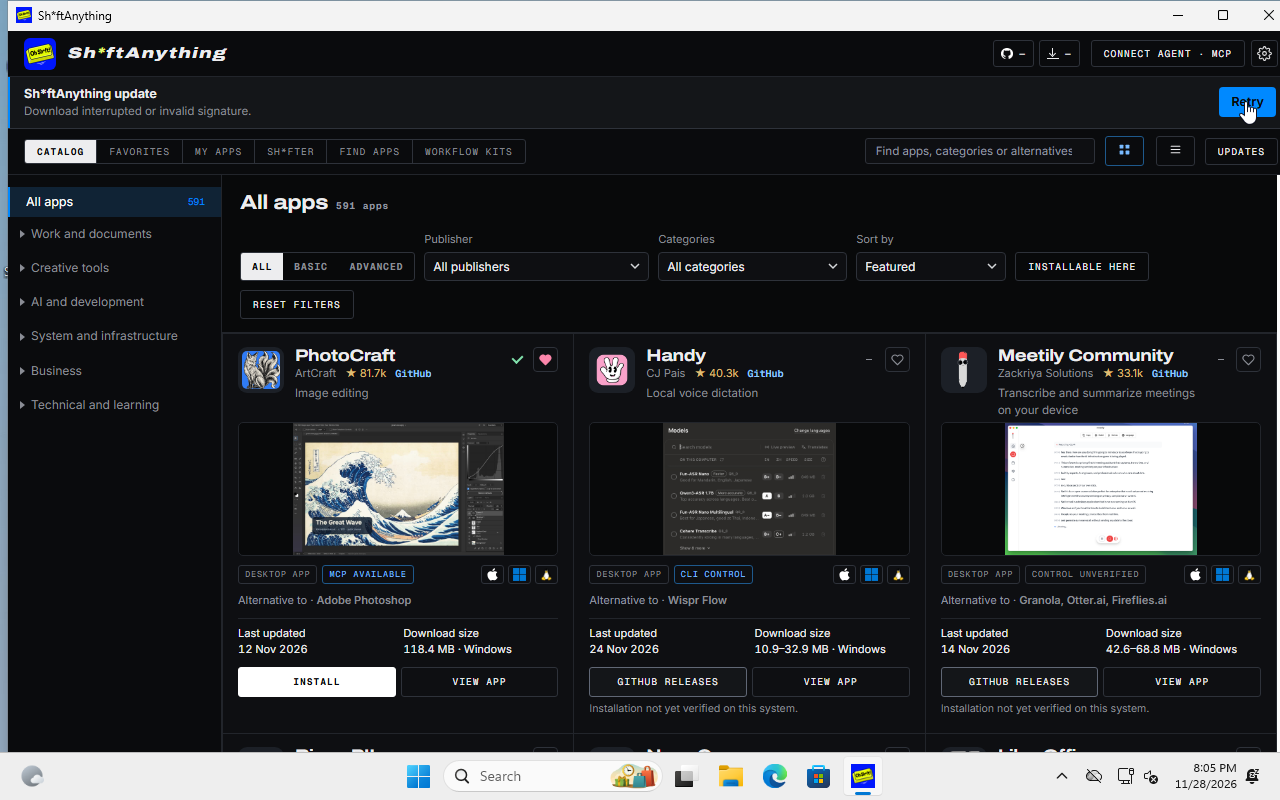 Sh*ftAnything
Oh Sh*ft!
Sh*ftAnything
–
–
CONNECT AGENT · MCP
Sh*ftAnything update
Download interrupted or invalid signature.
Retry
CATALOG
FAVORITES
MY APPS
SH*FTER
FIND APPS
WORKFLOW KITS
Find apps, categories or alternatives
UPDATES
All apps
591
Work and documents
Creative tools
AI and development
System and infrastructure
Business
Technical and learning
All apps 591 apps
Publisher
Categories
Sort by
ALL
BASIC
ADVANCED
All publishers
All categories
Featured
INSTALLABLE HERE
RESET FILTERS
PhotoCraft
ArtCraft ★ 81.7k GitHub
Image editing
The Great Wave
DESKTOP APP
MCP AVAILABLE
Alternative to · Adobe Photoshop
Last updated
Download size
12 Nov 2026
118.4 MB · Windows
INSTALL
VIEW APP
Handy
–
CJ Pais ★ 40.3k GitHub
Local voice dictation
Models
Change languages
DESKTOP APP
CLI CONTROL
Alternative to · Wispr Flow
Last updated
Download size
24 Nov 2026
10.9–32.9 MB · Windows
GITHUB RELEASES
VIEW APP
Installation not yet verified on this system.
Meetily Community
–
Zackriya Solutions ★ 33.1k GitHub
Transcribe and summarize meetings
on your device
DESKTOP APP
CONTROL UNVERIFIED
Alternative to · Granola, Otter.ai, Fireflies.ai
Last updated
Download size
14 Nov 2026
42.6–68.8 MB · Windows
GITHUB RELEASES
VIEW APP
Installation not yet verified on this system.
Search
8:05 PM
11/28/2026